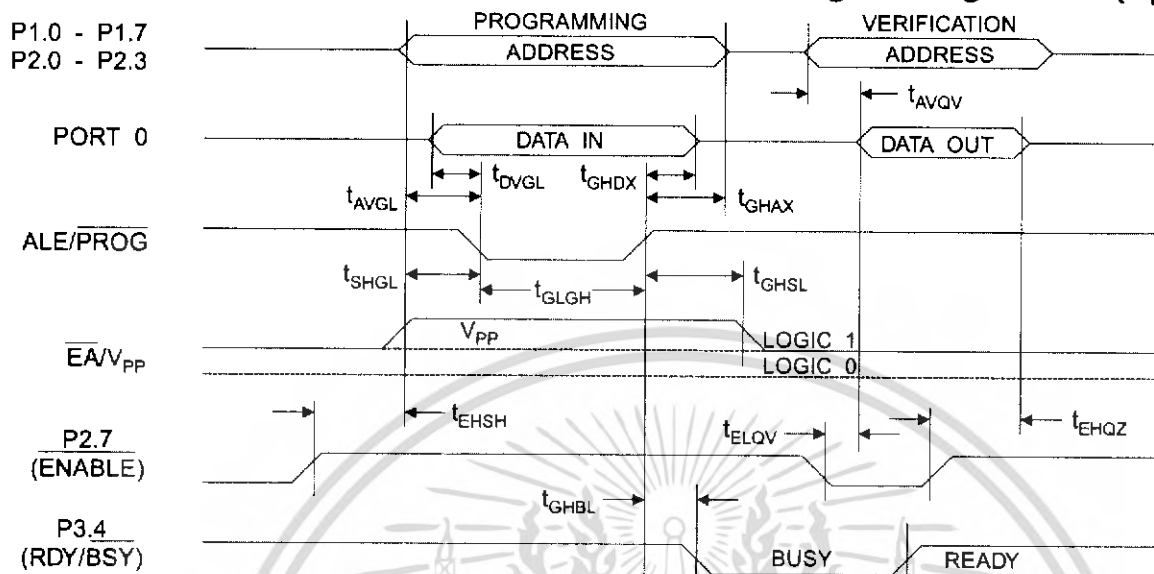 PROGRAMMING
VERIFICATION
P1.0 - P1.7
P2.0 - P2.3
ADDRESS
ADDRESS
tAVQV
PORT 0
DATA IN
DATA OUT
tDVGL
tGHDX
tAVGL
tGHAX
ALE/PROG
tSHGL
tGLGH
tGHSL
VPP
LOGIC 1
EA/VPP
LOGIC 0
tEHSH
tELQV
tEHQZ
P2.7
(ENABLE)
tGHBL
P3.4
(RDY/BSY)
BUSY
READY